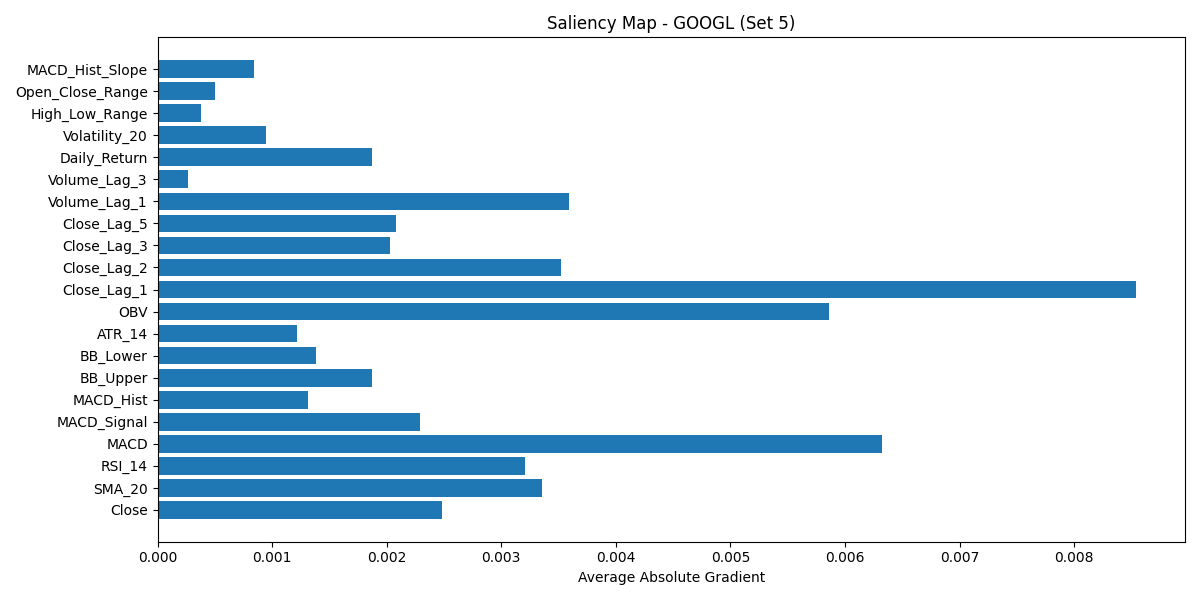 Saliency Map - GOOGL (Set 5)
MACD_Hist_Slope
Open_Close_Range
High_Low_Range
Volatility_20
Daily_Return
Volume_Lag_3
Volume_Lag_1
Close_Lag_5
Close_Lag_3
Close_Lag_2
Close_Lag_1
OBV
ATR_14
BB_Lower
BB_Upper
MACD_Hist
MACD_Signal
MACD
RSI_14
SMA_20
Close
0.000 0.001 0.002 0.003 0.004 0.005 0.006 0.007 0.008
Average Absolute Gradient